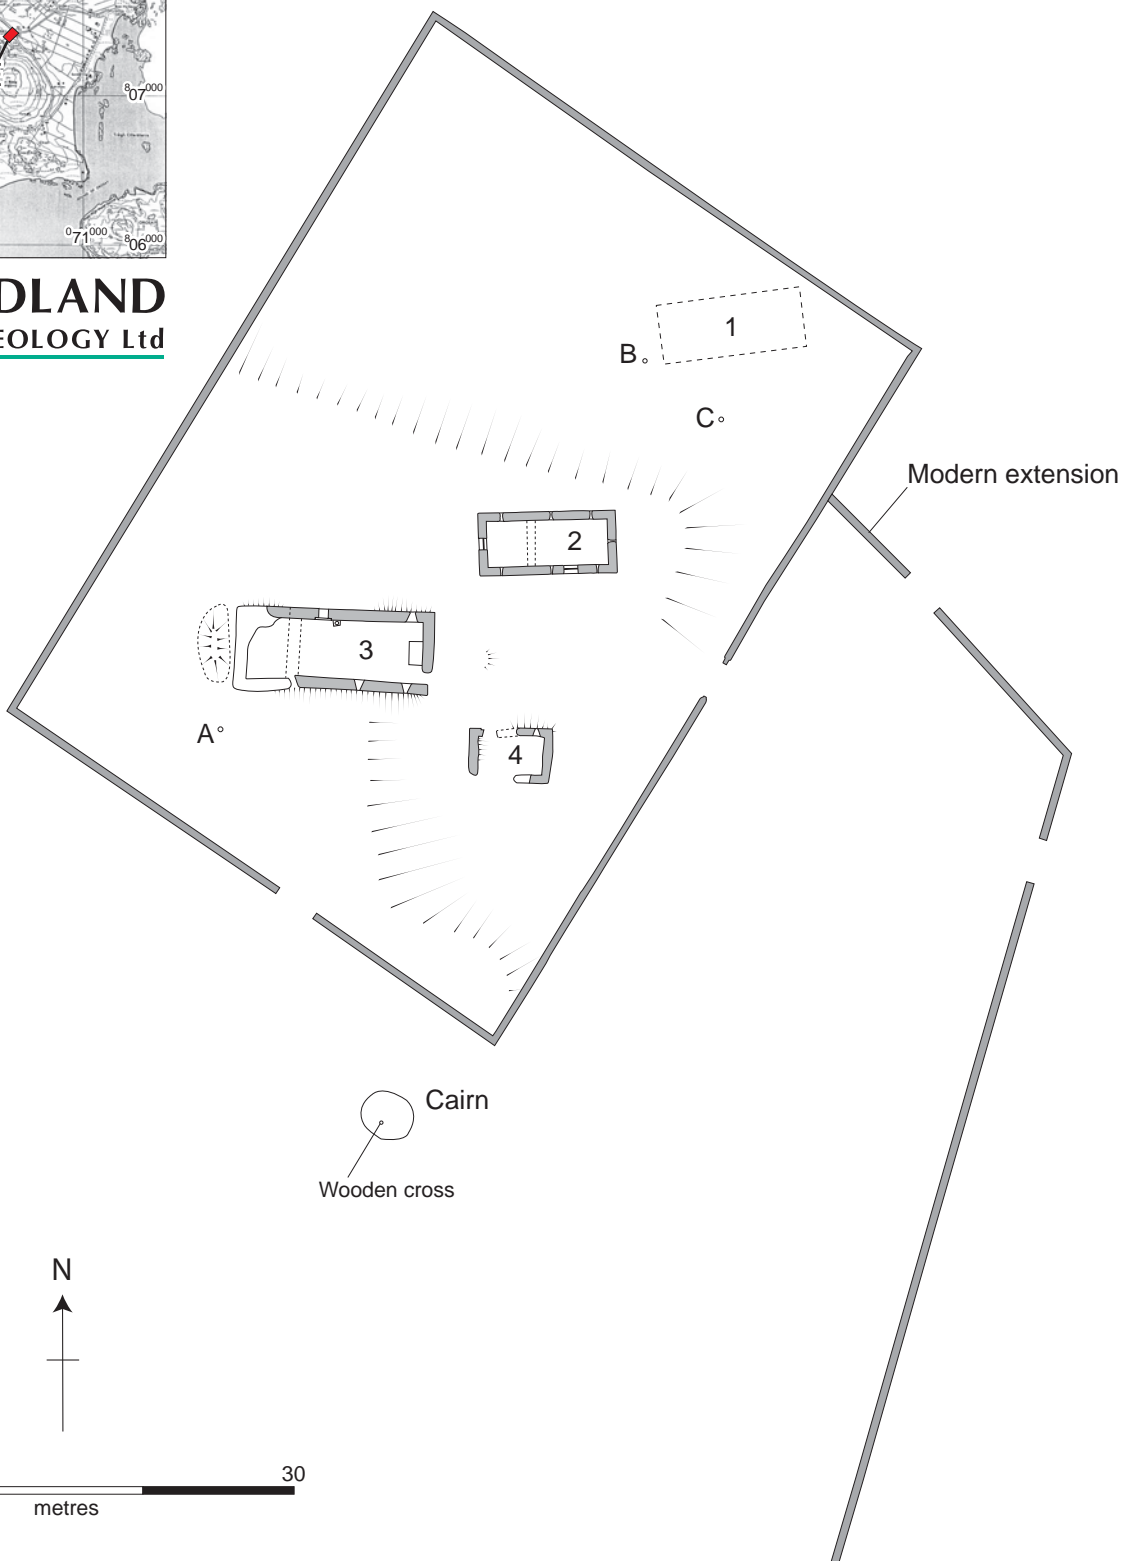 ⁸07⁰⁰⁰
⁰71⁰⁰⁰
⁸06⁰⁰⁰
DLAND
EOLOGY Ltd
1
B
C
Modern extension
2
3
A
4
Cairn
Wooden cross
N
30
metres